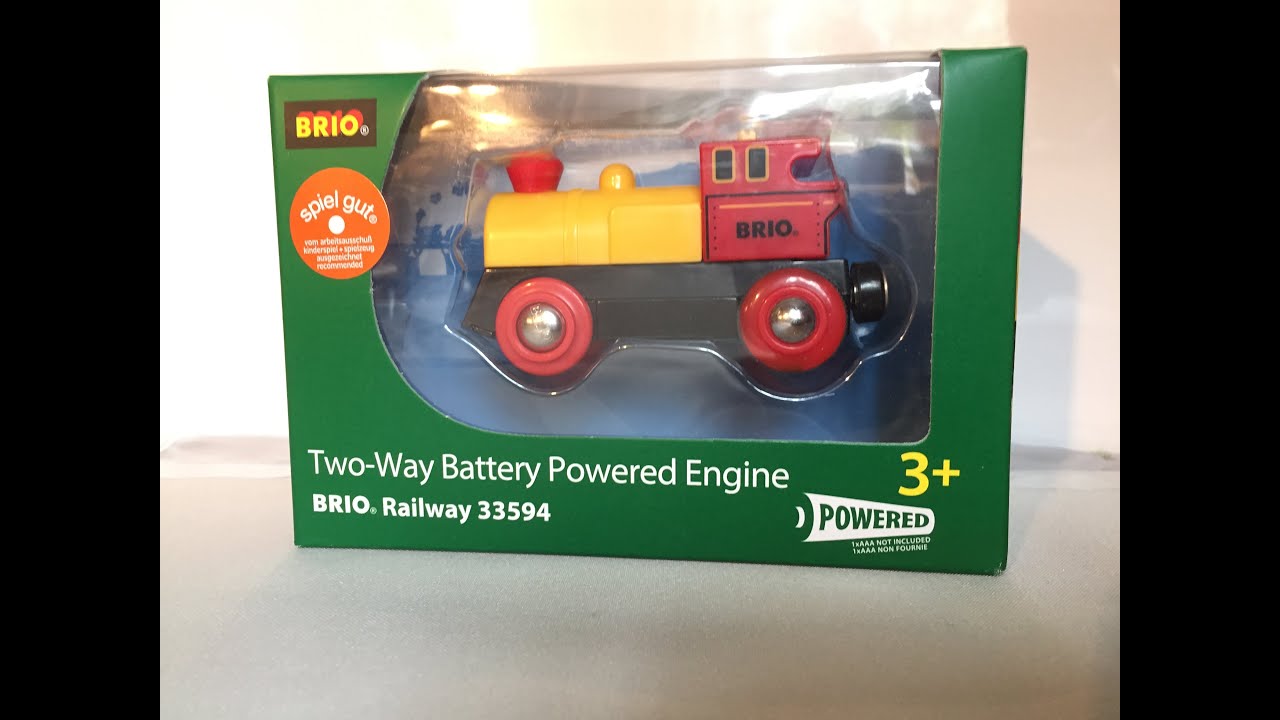 BRIO®
spiel gut®
vom arbeitsausschuß
kinderspiel + spielzeug
ausgezeichnet
recommended
BRIO®
Two-Way Battery Powered Engine
3+
BRIO® Railway 33594
POWERED
1xAAA NOT INCLUDED
1xAAA NON FOURNIE